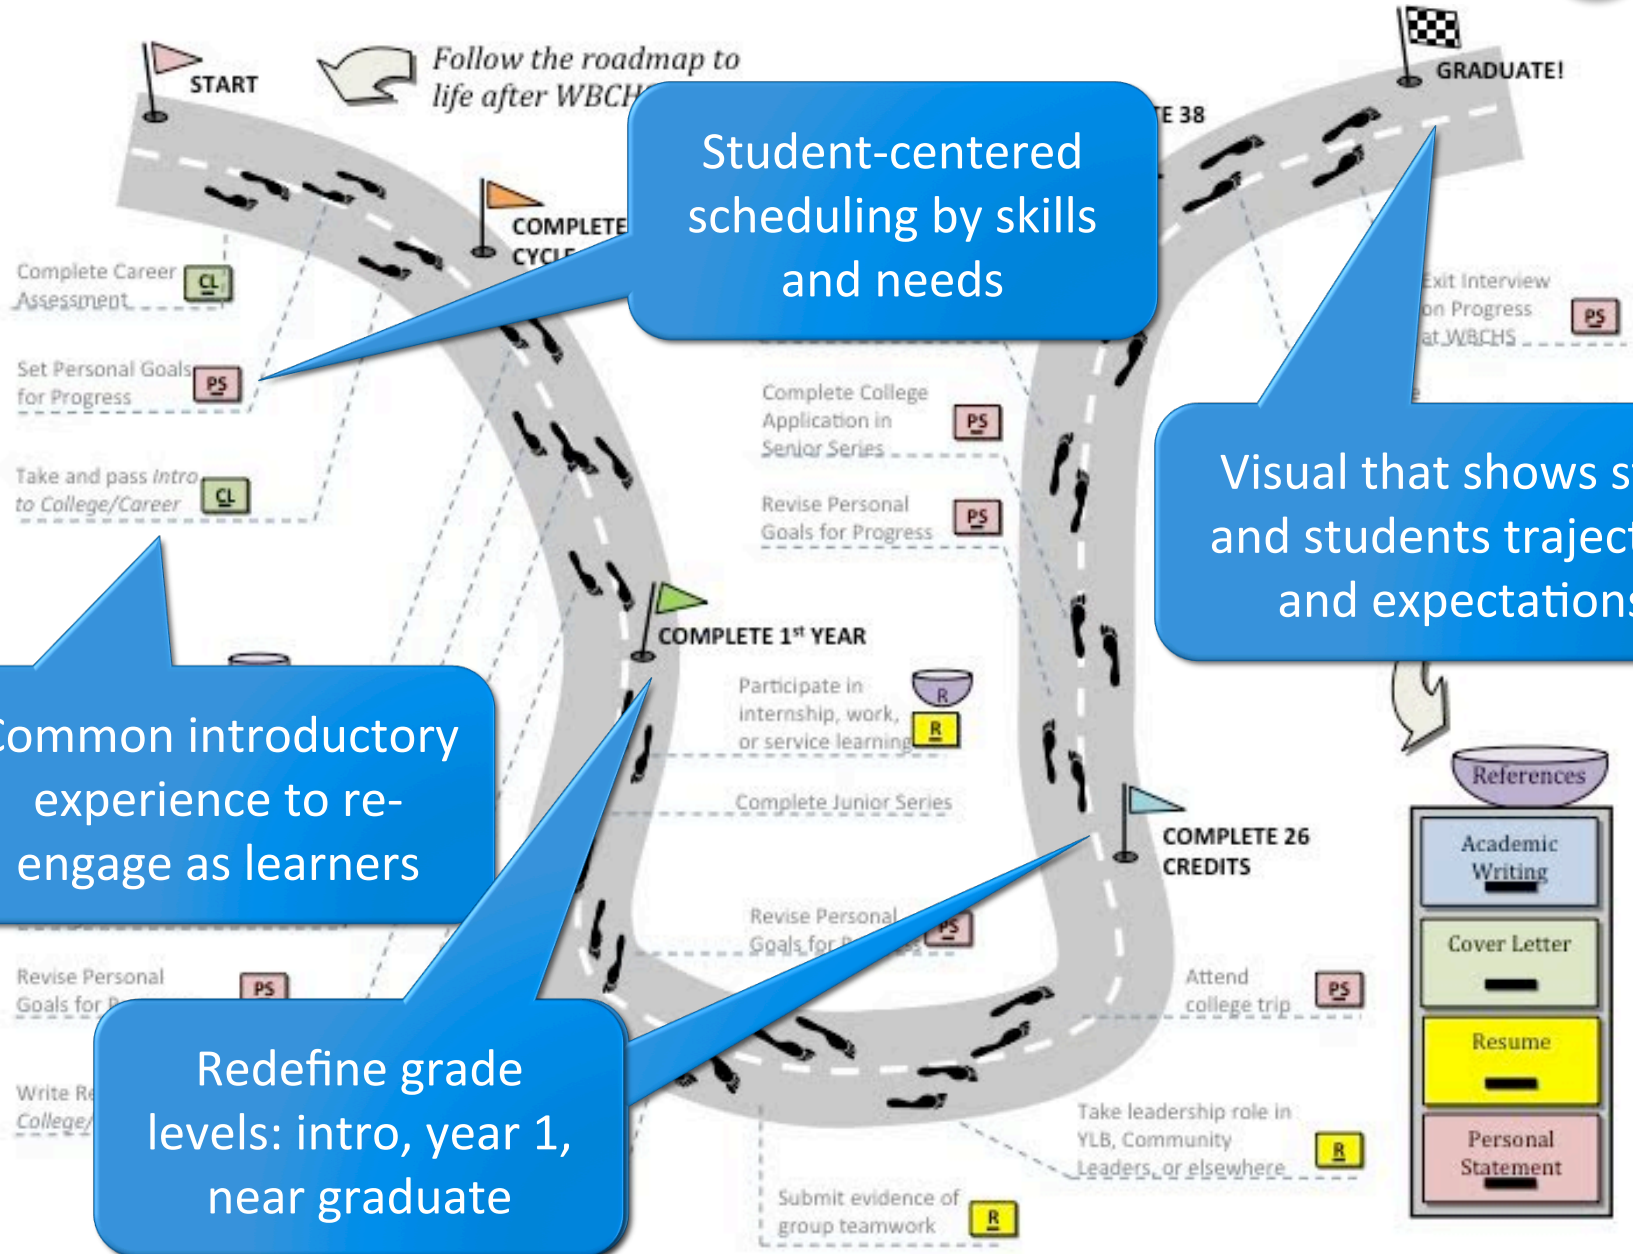 START
Follow the roadmap to
life after WBCHS
GRADUATE!
38
Student-centered
scheduling by skills
and needs
COMPLETE
CYCLE
Complete Career
Assessment
CL
Set Personal Goals
for Progress
PS
Take and pass Intro
to College/Career
CL
Exit Interview
on Progress
at WBCHS
PS
Complete College
Application in
Senior Series
PS
Revise Personal
Goals for Progress
PS
Visual that shows
and students
and expectations
COMPLETE 1st YEAR
Participate in
internship, work,
or service learning
R
R
Complete Junior Series
Common introductory
experience to re-
engage as learners
COMPLETE 26
CREDITS
Revise Personal
Goals for
PS
Revise Personal
Goals for
PS
Redefine grade
levels: intro, year 1,
near graduate
Write
College/
Attend
college trip
PS
Take leadership role in
YLB, Community
Leaders, or elsewhere
R
Submit evidence of
group teamwork
R
References
Academic
Writing
Cover Letter
Resume
Personal
Statement